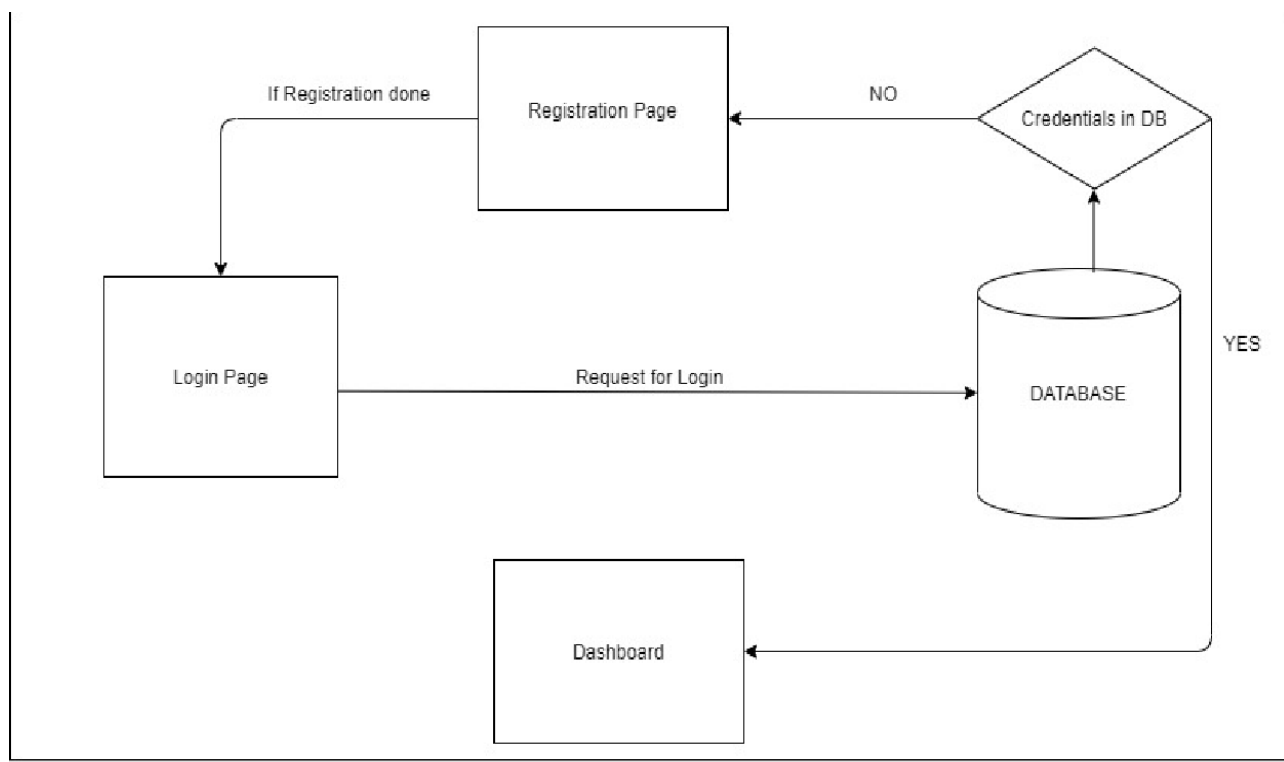 If Registration done
Registration Page
NO
Credentials in DB
Login Page
Request for Login
DATABASE
YES
Dashboard